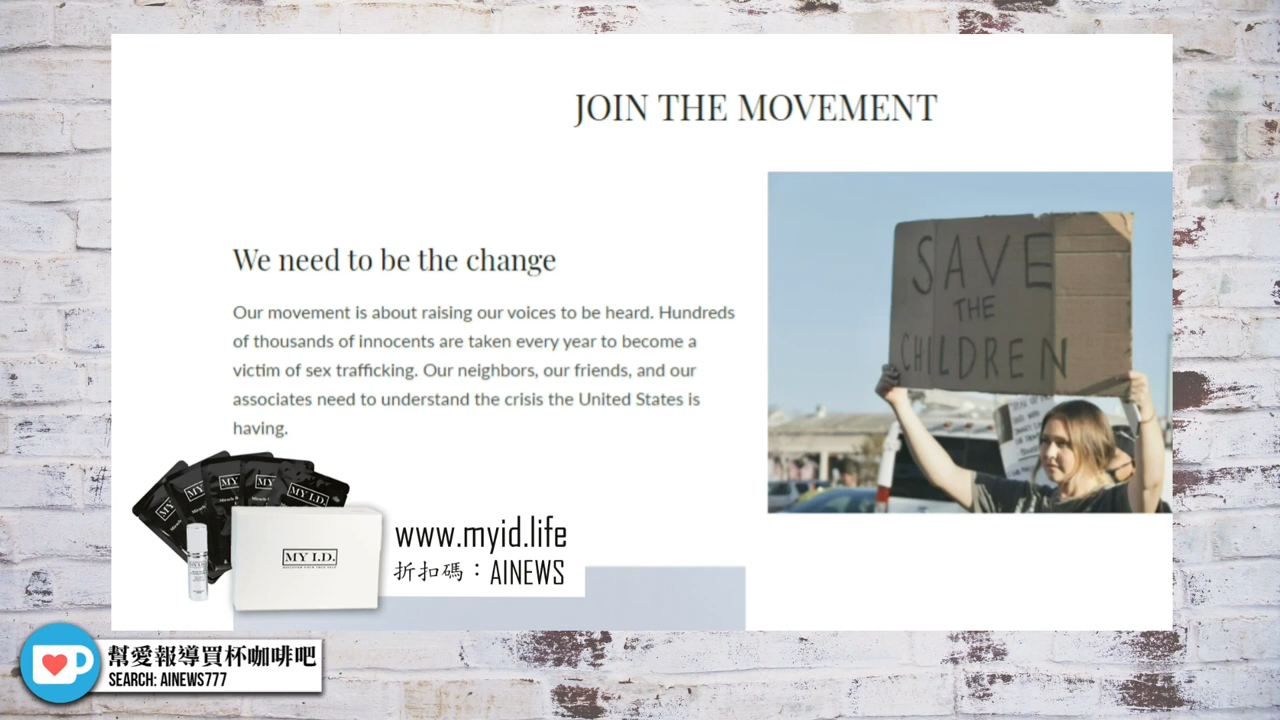 JOIN THE MOVEMENT
We need to be the change
Our movement is about raising our voices to be heard. Hundreds
of thousands of innocents are taken every year to become a
victim of sex trafficking. Our neighbors, our friends, and our
associates need to understand the crisis the United States is
having.
SAVE
THE
CHILDREN
MY I.D.
MY I.D.
www.myid.life
折扣碼：AINEWS
幫愛報導買杯咖啡吧
SEARCH: AINEWS777